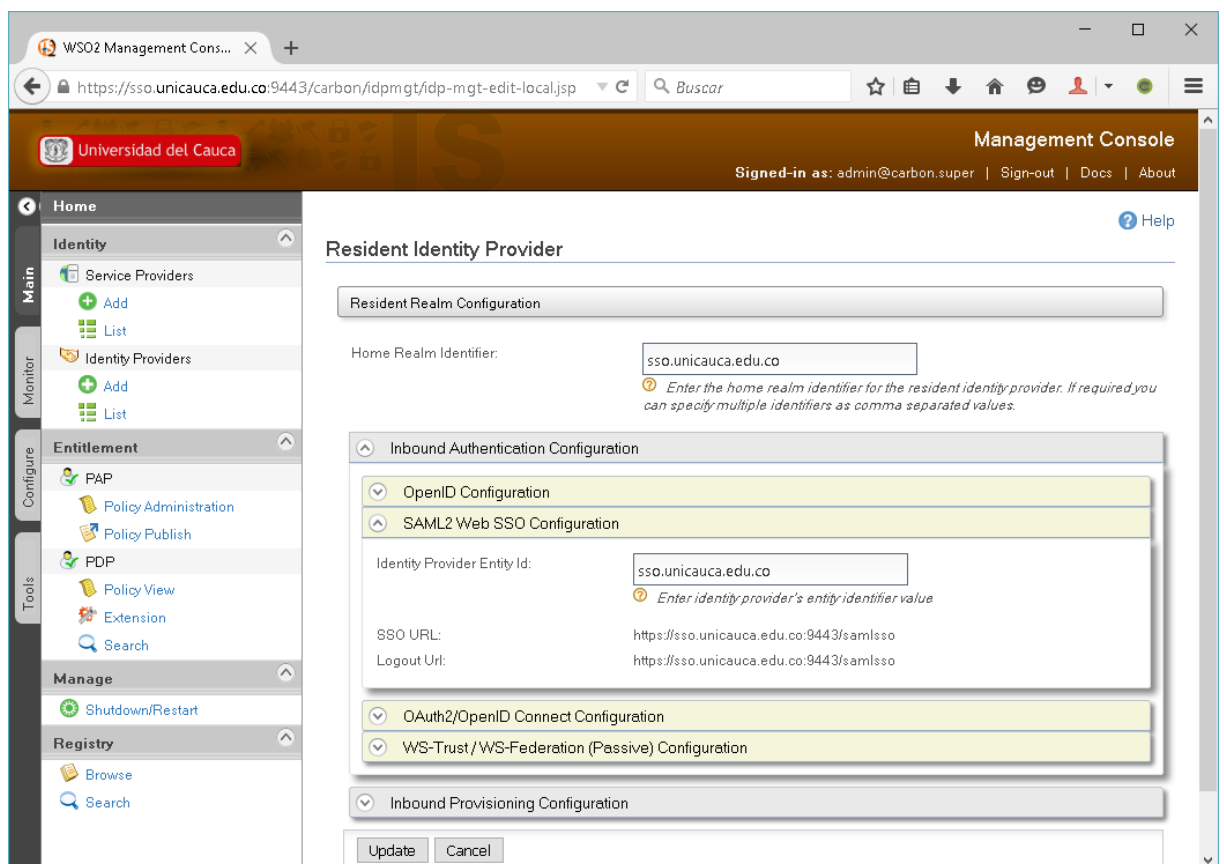 WSO2 Management Cons...
https://sso.unicauca.edu.co:9443/carbon/idpmgt/idp-mgt-edit-local.jsp
Buscar
Universidad del Cauca
IS
Management Console
Signed-in as: admin@carbon.super | Sign-out | Docs | About
Main
Monitor
Configure
Tools
Home
Identity
Service Providers
Add
List
Identity Providers
Add
List
Entitlement
PAP
Policy Administration
Policy Publish
PDP
Policy View
Extension
Search
Manage
Shutdown/Restart
Registry
Browse
Search
Help
Resident Identity Provider
Resident Realm Configuration
Home Realm Identifier:
sso.unicauca.edu.co
Enter the home realm identifier for the resident identity provider. If required you
can specify multiple identifiers as comma separated values.
Inbound Authentication Configuration
OpenID Configuration
SAML2 Web SSO Configuration
Identity Provider Entity Id:
sso.unicauca.edu.co
Enter identity provider's entity identifier value
SSO URL: https://sso.unicauca.edu.co:9443/samlsso
Logout Url: https://sso.unicauca.edu.co:9443/samlsso
OAuth2/OpenID Connect Configuration
WS-Trust / WS-Federation (Passive) Configuration
Inbound Provisioning Configuration
Update Cancel